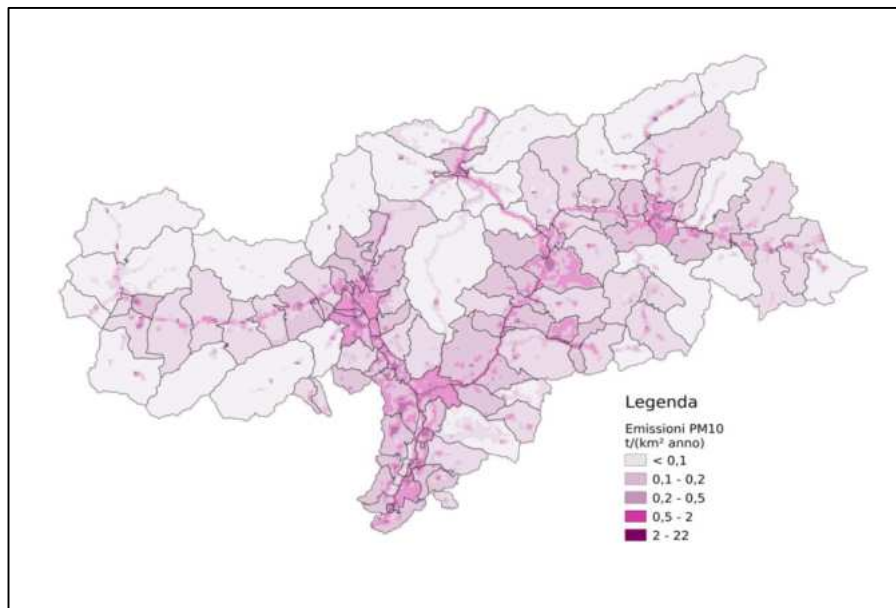 Legenda
Emissioni PM10
t/(km² anno)
< 0,1
0,1 - 0,2
0,2 - 0,5
0,5 - 2
2 - 22